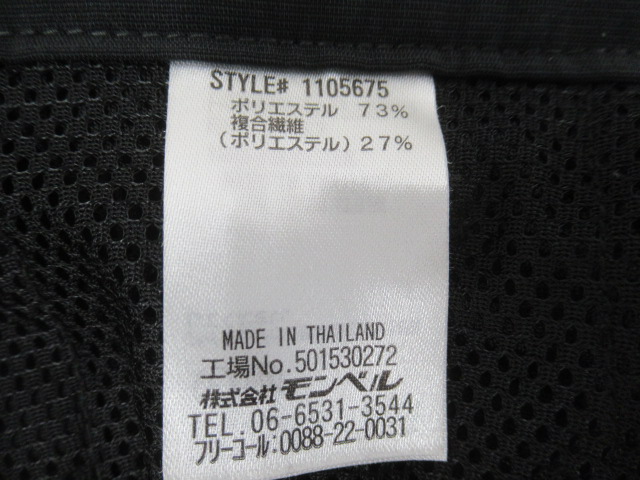 STYLE# 1105675
ポリエステル 73%
複合繊維
(ポリエステル)27%
MADE IN THAILAND
工場No.501530272
株式会社モンベル
TEL.06-6531-3544
フリーコール:0088-22-0031